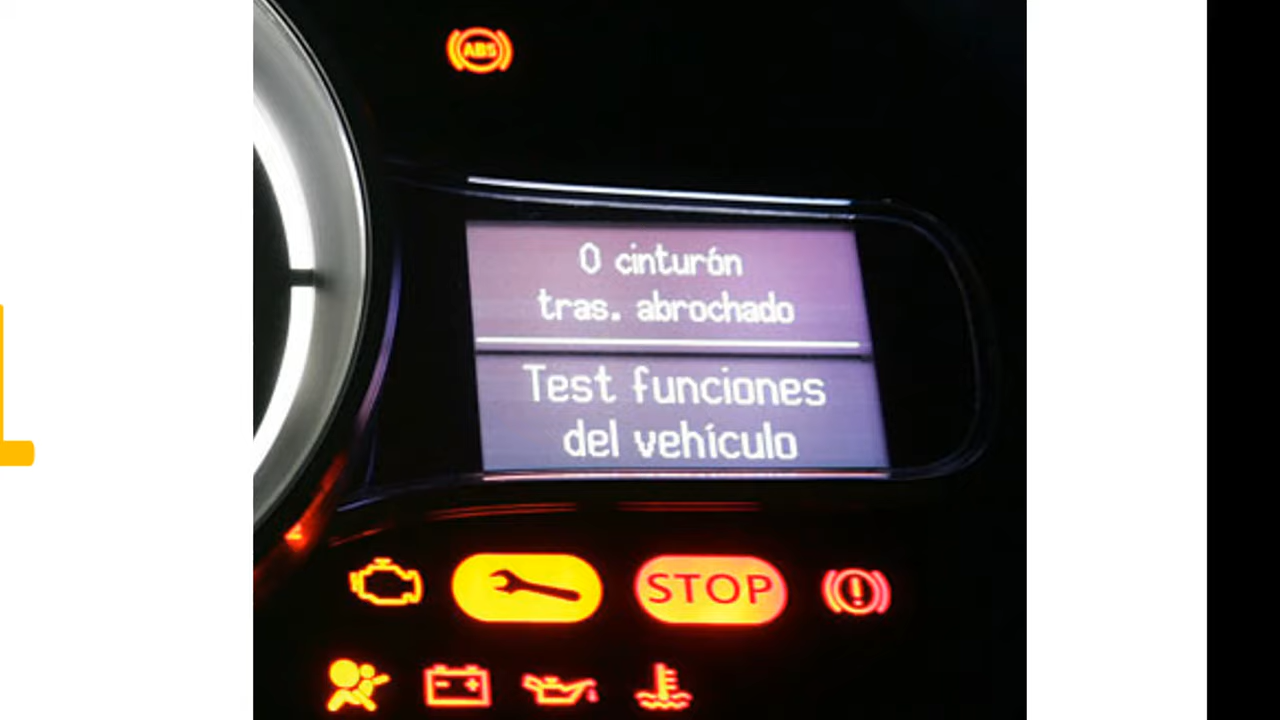 ABS
0 cinturón
tras. abrochado
Test funciones
del vehículo
STOP